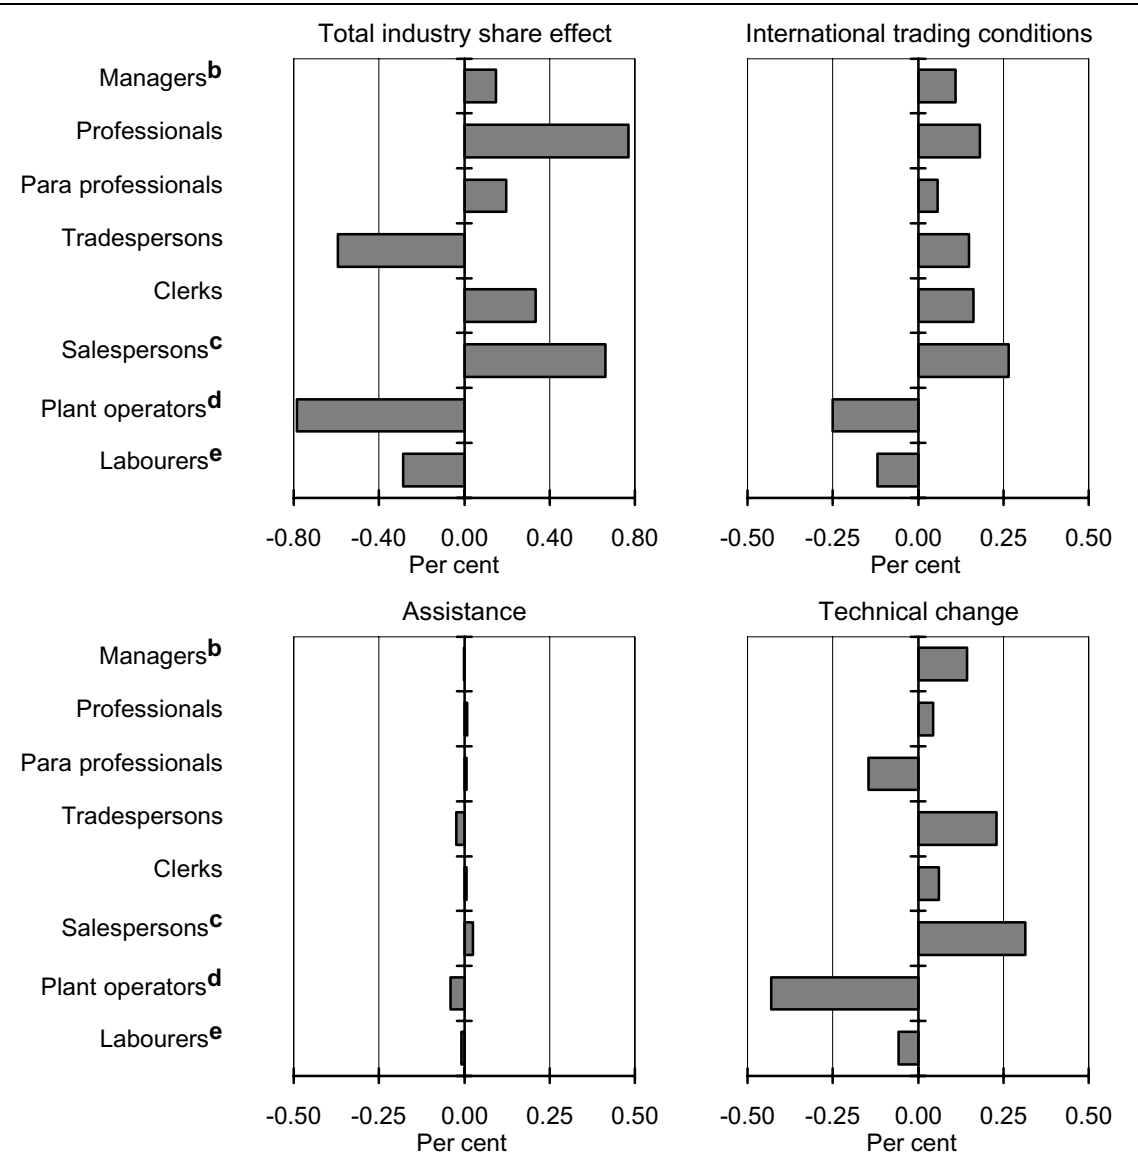 Total industry share effect
International trading conditions
Managersb
Professionals
Para professionals
Tradespersons
Clerks
Salespersonsc
Plant operatorsd
Labourerse
-0.80 -0.40 0.00 0.40 0.80
Per cent
-0.50 -0.25 0.00 0.25 0.50
Per cent
Assistance
Technical change
Managersb
Professionals
Para professionals
Tradespersons
Clerks
Salespersonsc
Plant operatorsd
Labourerse
-0.50 -0.25 0.00 0.25 0.50
Per cent
-0.50 -0.25 0.00 0.25 0.50
Per cent